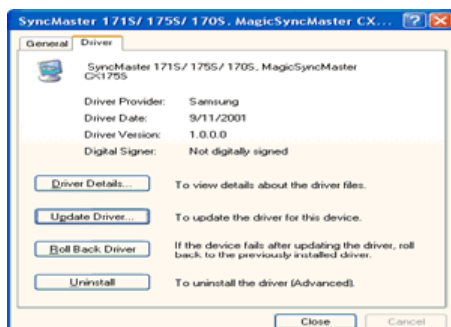 SyncMaster 171S/ 175S/ 170S, MagicSyncMaster CX...
General Driver
SyncMaster 171S/ 175S/ 170S, MagicSyncMaster
CX175S
Driver Provider: Samsung
Driver Date: 9/11/2001
Driver Version: 1.0.0.0
Digital Signer: Not digitally signed
Driver Details... To view details about the driver files.
Update Driver... To update the driver for this device.
Roll Back Driver If the device fails after updating the driver, roll
back to the previously installed driver.
Uninstall To uninstall the driver (Advanced).
Close Cancel